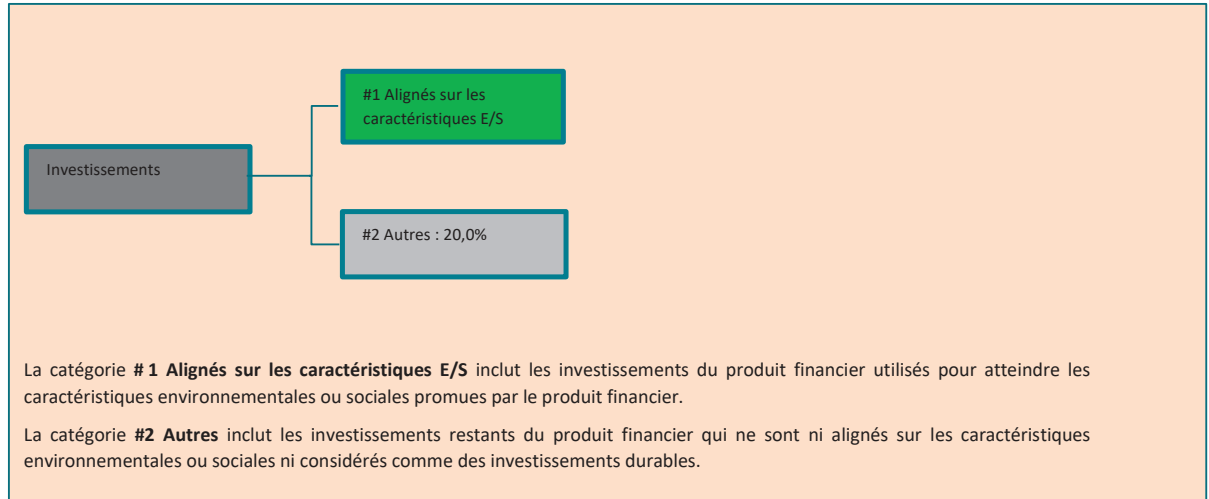 #1 Alignés sur les
caractéristiques E/S
Investissements
#2 Autres : 20,0%
La catégorie # 1 Alignés sur les caractéristiques E/S inclut les investissements du produit financier utilisés pour atteindre les
caractéristiques environnementales ou sociales promues par le produit financier.
La catégorie #2 Autres inclut les investissements restants du produit financier qui ne sont ni alignés sur les caractéristiques
environnementales ou sociales ni considérés comme des investissements durables.